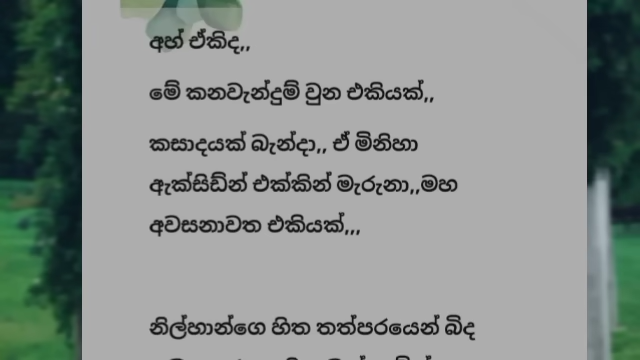 අහ් ඒකිද,,
මේ කනවැන්දුම් වුන එකියක්,,
කසාදයක් බැන්දා,, ඒ මිනිහා
ඇක්සිඩ්න් එක්කින් මැරුනා,,මහ
අවසනාවත එකියක්,,,
නිල්හාන්ගෙ හිත තත්පරයෙන් බිද